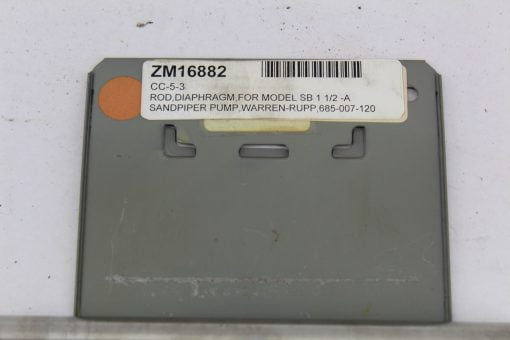 ZM16882
CC-5-3
ROD,DIAPHRAGM,FOR MODEL SB 1 1/2 -A
SANDPIPER PUMP,WARREN-RUPP,685-007-120